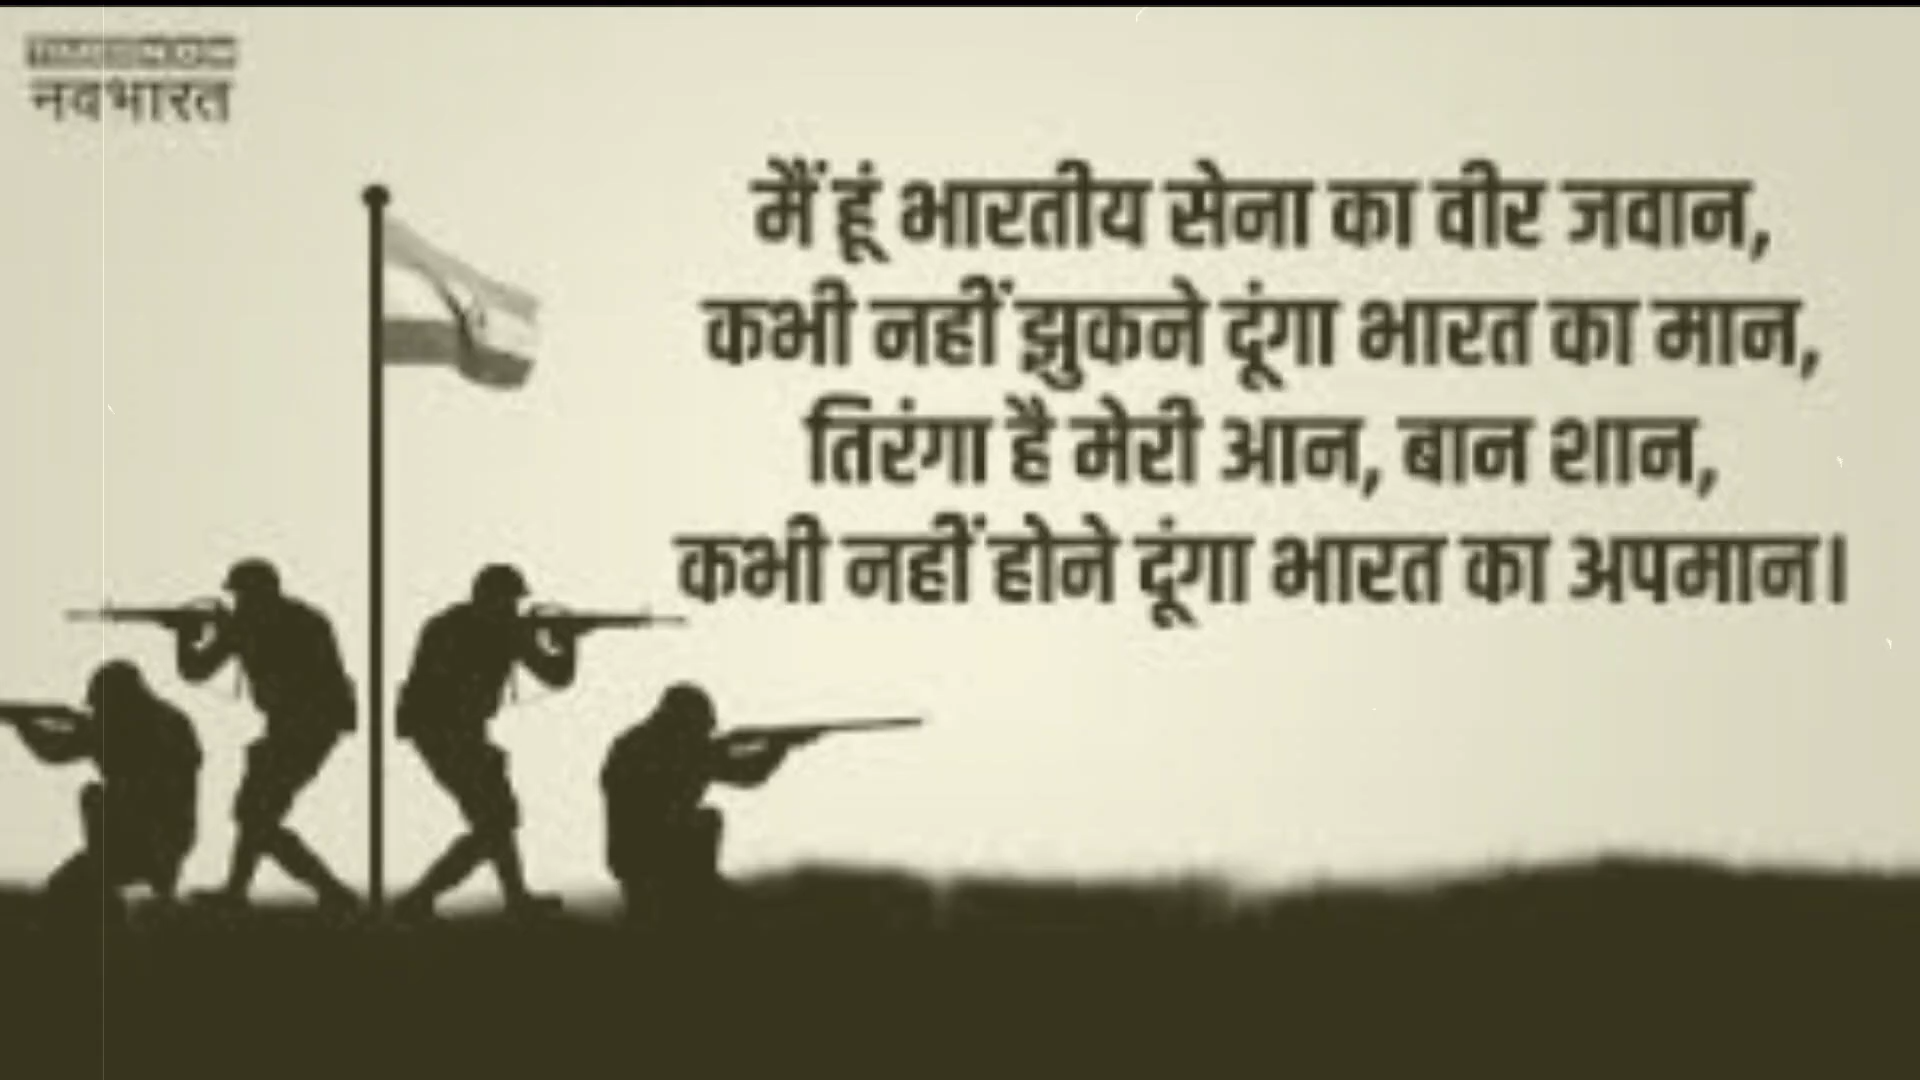 नवभारत
मैं हूं भारतीय सेना का वीर जवान,
कभी नहीं झुकने दूंगा भारत का मान,
तिरंगा है मेरी आन, बान शान,
कभी नहीं होने दूंगा भारत का अपमान।